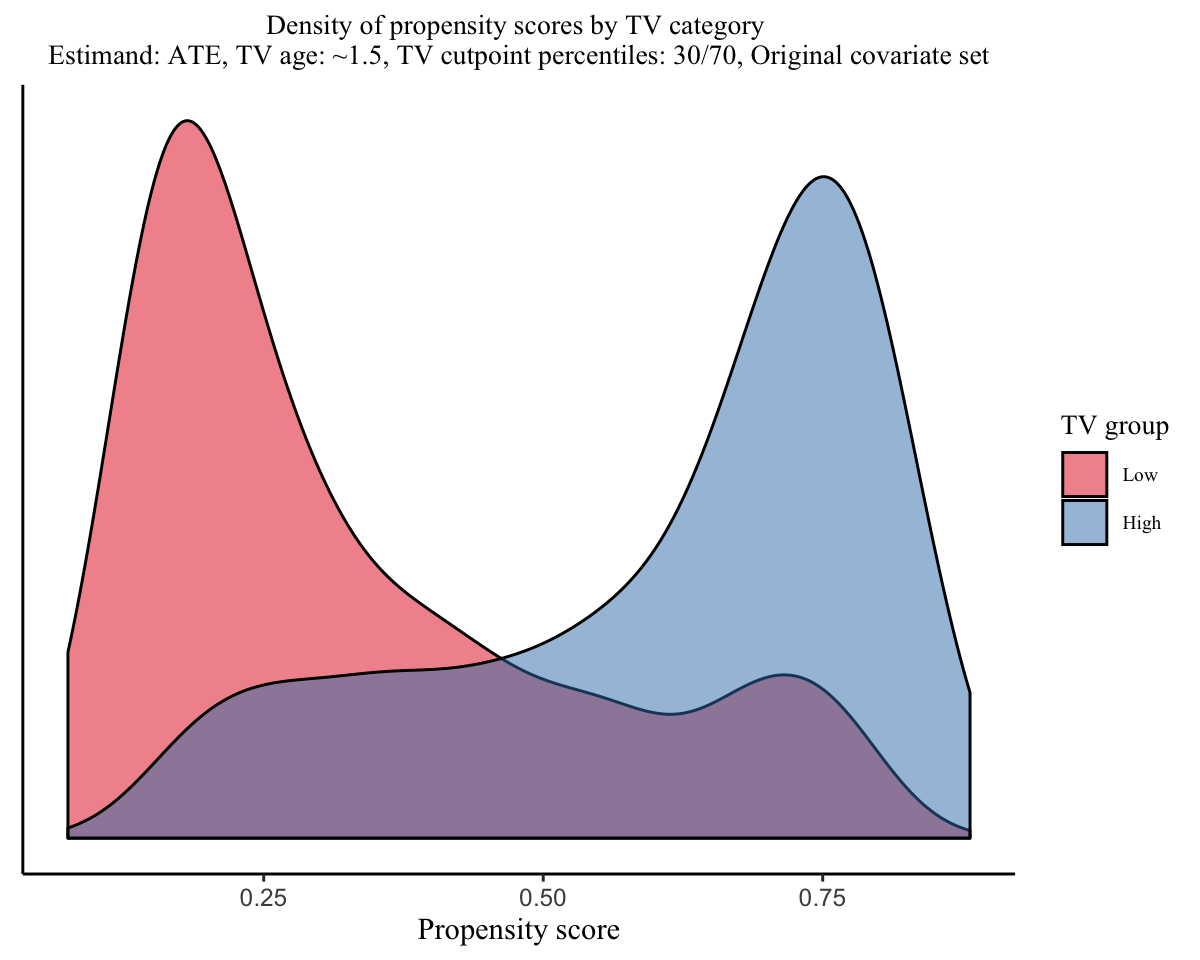 Density of propensity scores by TV category
Estimand: ATE, TV age: ~1.5, TV cutpoint percentiles: 30/70, Original covariate set
TV group
Low
High
0.25
0.50
0.75
Propensity score